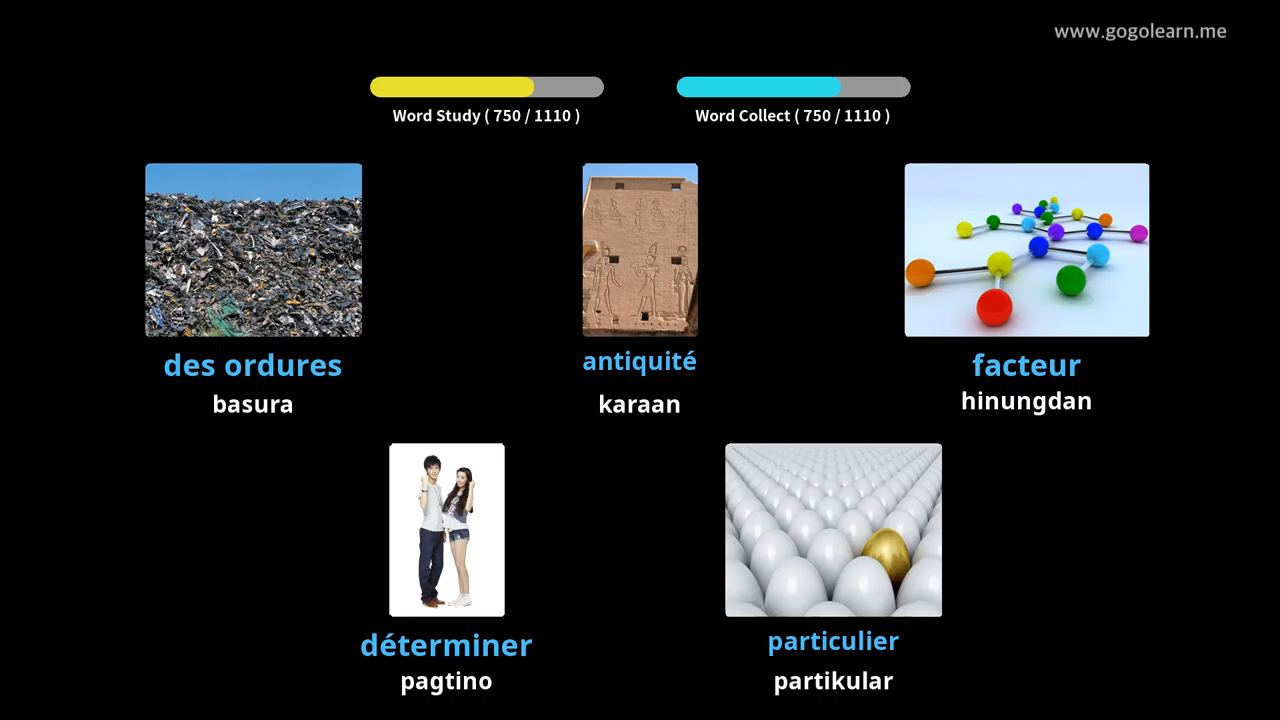 www.gogolearn.me
Word Study ( 750 / 1110 )
Word Collect ( 750 / 1110 )
des ordures
basura
antiquité
karaan
facteur
hinungdan
déterminer
pagtino
particulier
partikular